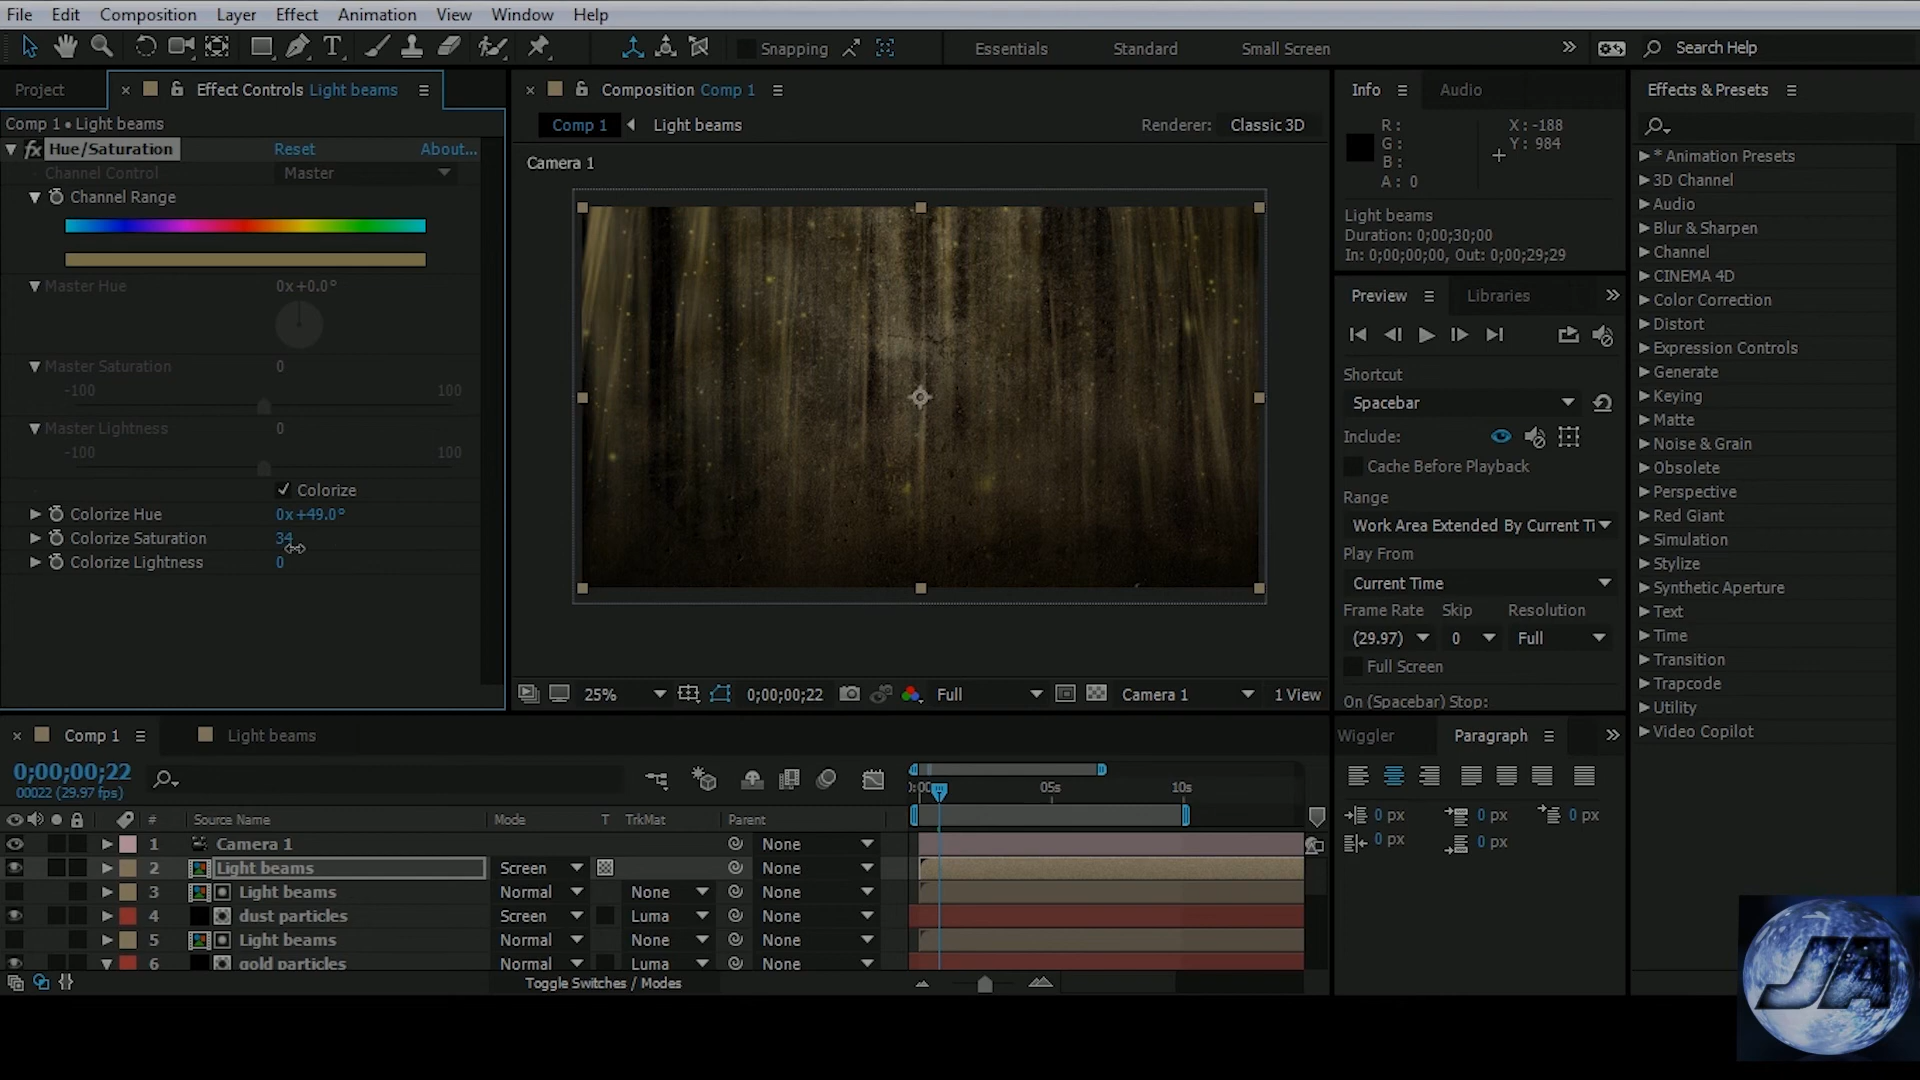 File Edit Composition Layer Effect Animation View Window Help
T Snapping Essentials Standard Small Screen » Search Help
Project × Effect Controls Light beams
Comp 1 • Light beams
fx Hue/Saturation Reset About...
Channel Control Master
Channel Range
Master Hue 0x+0.0°
Master Saturation 0
-100 100
Master Lightness 0
-100 100
Colorize
Colorize Hue 0x+49.0°
Colorize Saturation 34
Colorize Lightness 0
× Composition Comp 1
Comp 1 Light beams Renderer: Classic 3D
Camera 1
25% 0;00;00;22 Full Camera 1 1 View
Info Audio
R: X: -188
G: Y: 984
B:
A: 0
Light beams
Duration: 0;00;30;00
In: 0;00;00;00, Out: 0;00;29;29
Preview Libraries »
Shortcut
Spacebar
Include:
Cache Before Playback
Range
Work Area Extended By Current Ti
Play From
Current Time
Frame Rate Skip Resolution
(29.97) 0 Full
Full Screen
On (Spacebar) Stop:
Effects & Presets
* Animation Presets
3D Channel
Audio
Blur & Sharpen
Channel
CINEMA 4D
Color Correction
Distort
Expression Controls
Generate
Keying
Matte
Noise & Grain
Obsolete
Perspective
Red Giant
Simulation
Stylize
Synthetic Aperture
Text
Time
Transition
Trapcode
Utility
Video Copilot
× Comp 1 Light beams
0;00;00;22
00022 (29.97 fps)
05s 10s
# Source Name Mode T TrkMat Parent
1 Camera 1 None
2 Light beams Screen None
3 Light beams Normal None None
4 dust particles Screen Luma None
5 Light beams Normal None None
6 gold particles Normal Luma None
Toggle Switches / Modes
Wiggler Paragraph »
0 px 0 px 0 px
0 px 0 px
JA